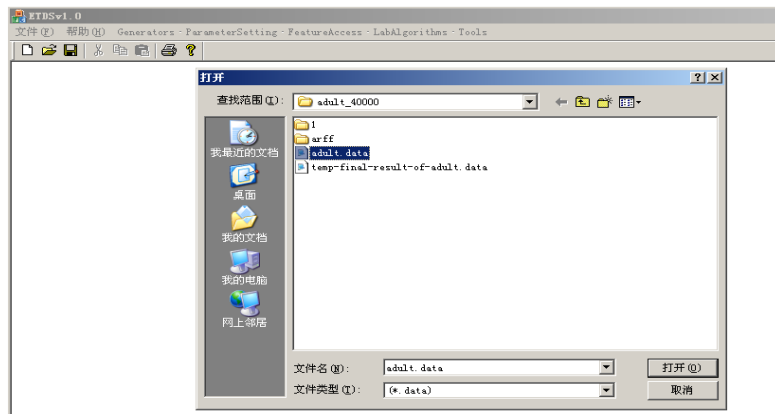 ETDSv1.0
文件(F) 帮助(H) Generators - ParameterSetting - FeatureAccess - LabAlgorithms - Tools
打开
查找范围(I): adult_40000
1
arff
adult.data
temp-final-result-of-adult.data
我最近的文档
桌面
我的文档
我的电脑
网上邻居
文件名(N): adult.data 打开(O)
文件类型(T): (*.data) 取消